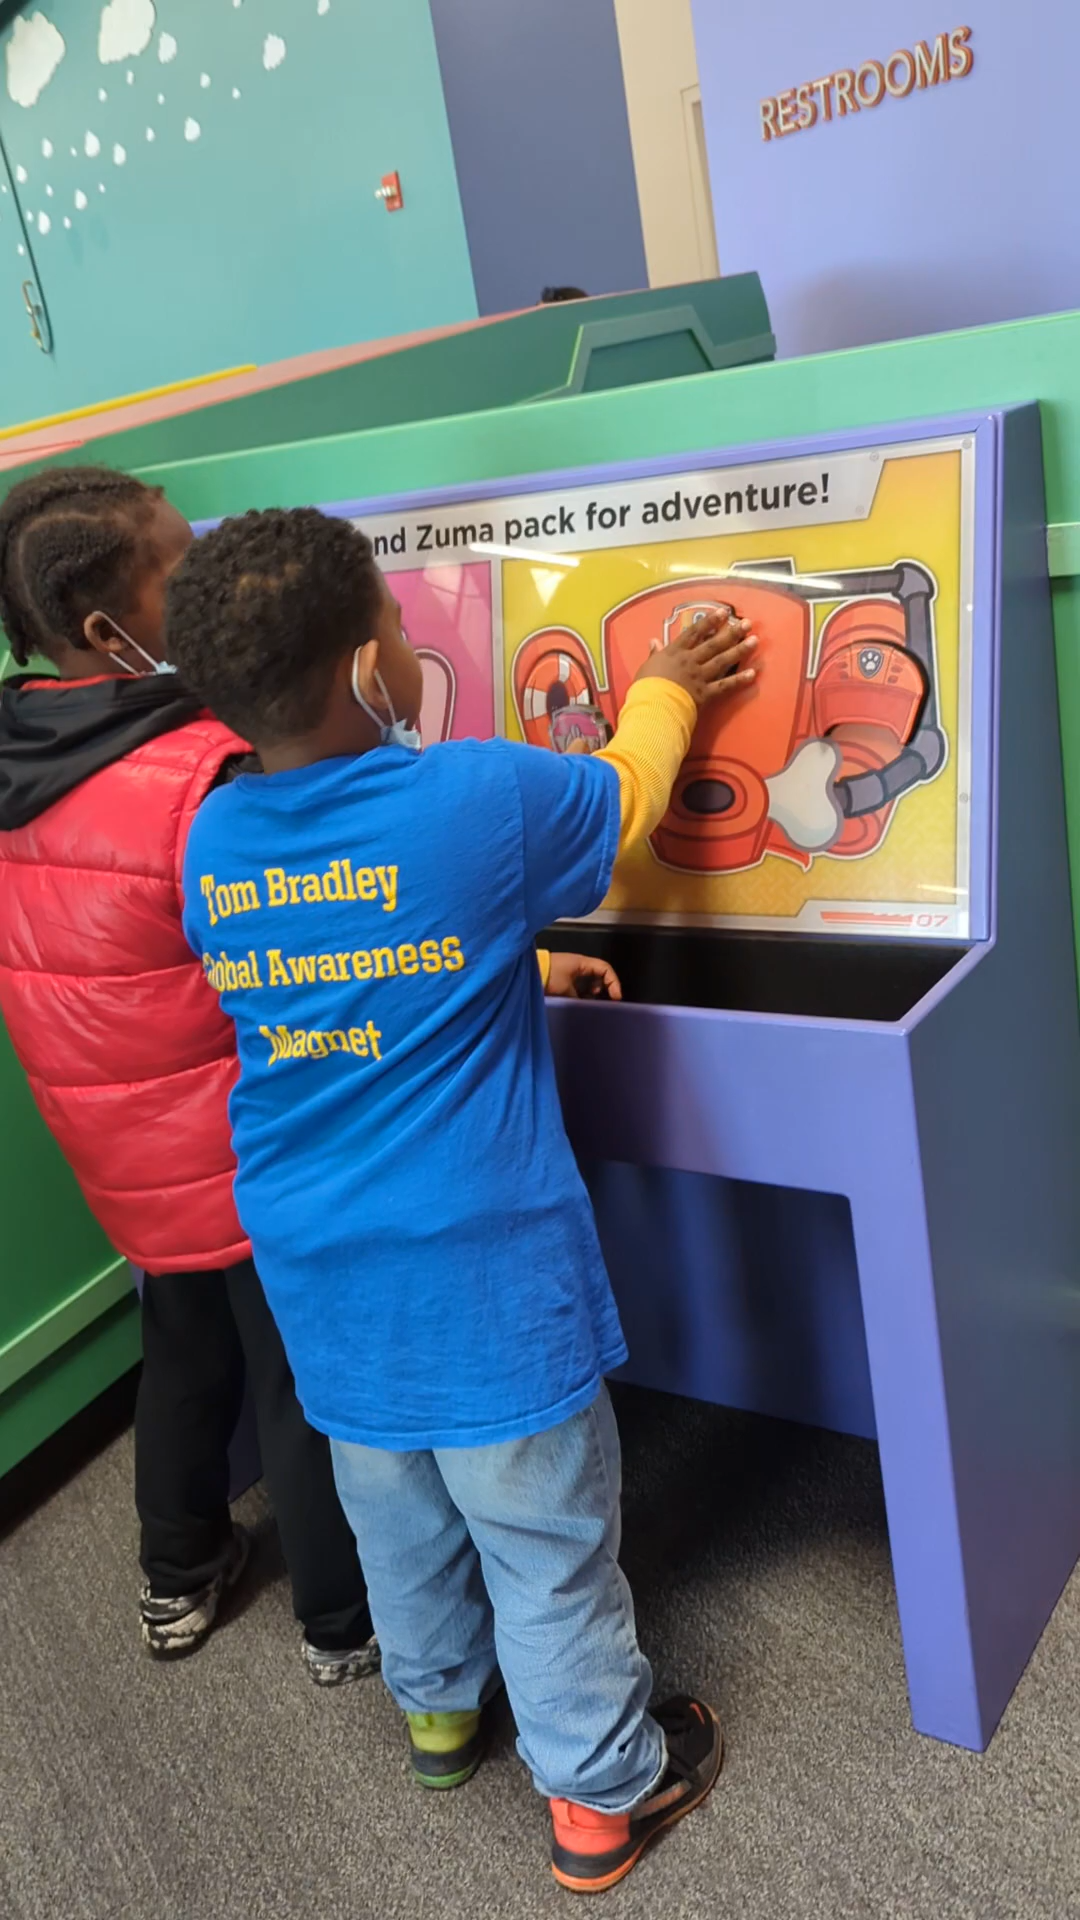 RESTROOMS
nd Zuma pack for adventure!
Tom Bradley
lobal Awareness
Magnet
07